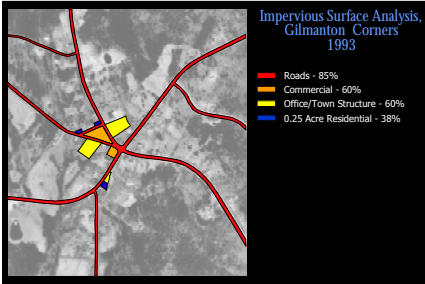 Impervious Surface Analysis,
Gilmanton Corners
1993
Roads - 85%
Commercial - 60%
Office/Town Structure - 60%
0.25 Acre Residential - 38%